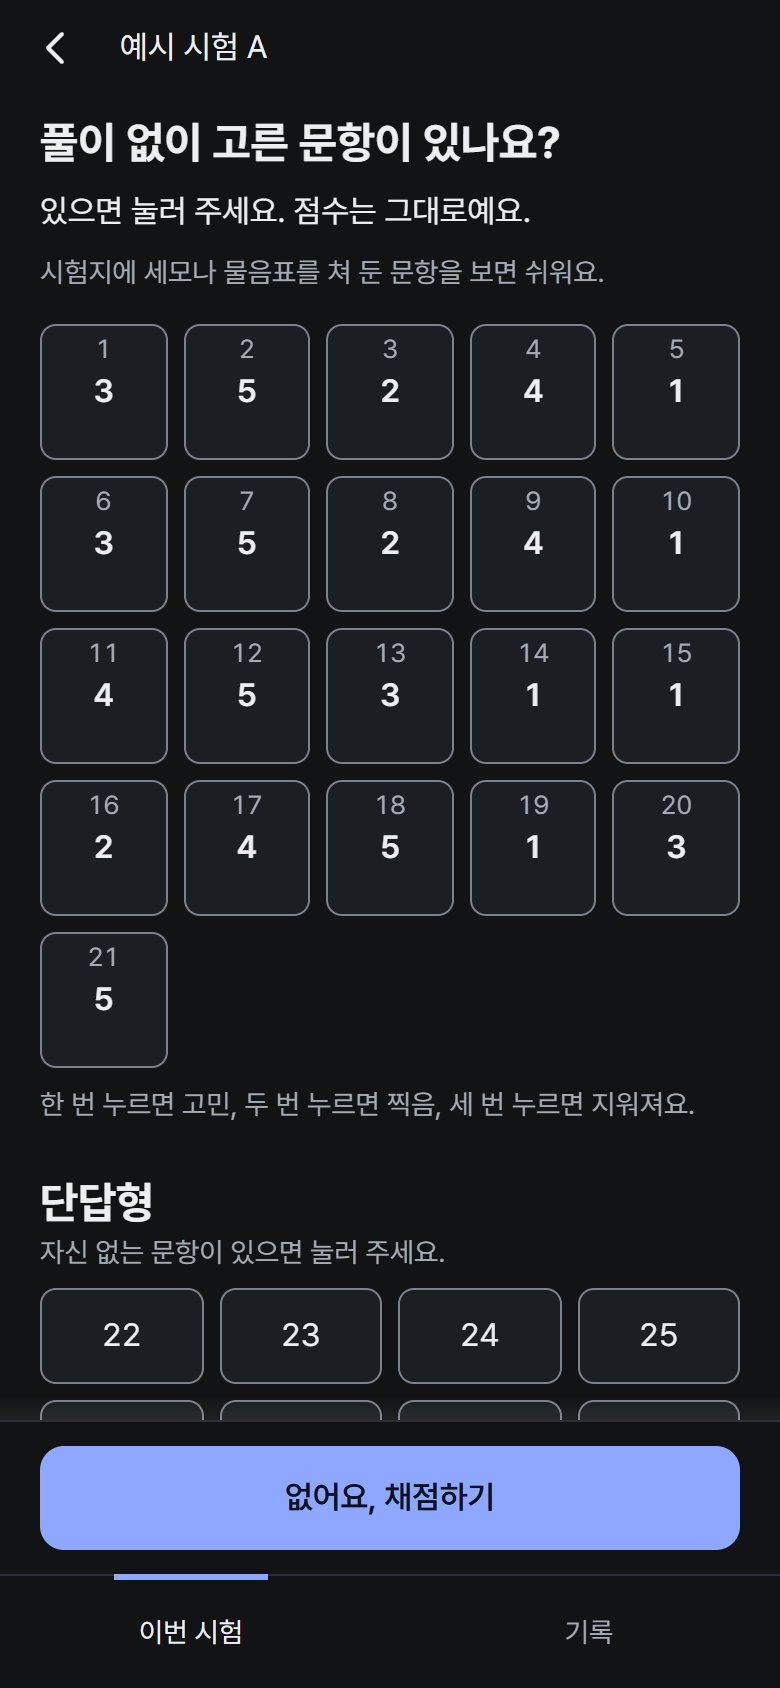 예시 시험 A
풀이 없이 고른 문항이 있나요?
있으면 눌러 주세요. 점수는 그대로예요.
시험지에 세모나 물음표를 쳐 둔 문항을 보면 쉬워요.
1 2 3 4 5
3 5 2 4 1
6 7 8 9 10
3 5 2 4 1
11 12 13 14 15
4 5 3 1 1
16 17 18 19 20
2 4 5 1 3
21
5
한 번 누르면 고민, 두 번 누르면 찍음, 세 번 누르면 지워져요.
단답형
자신 없는 문항이 있으면 눌러 주세요.
22 23 24 25
없어요, 채점하기
이번 시험 기록